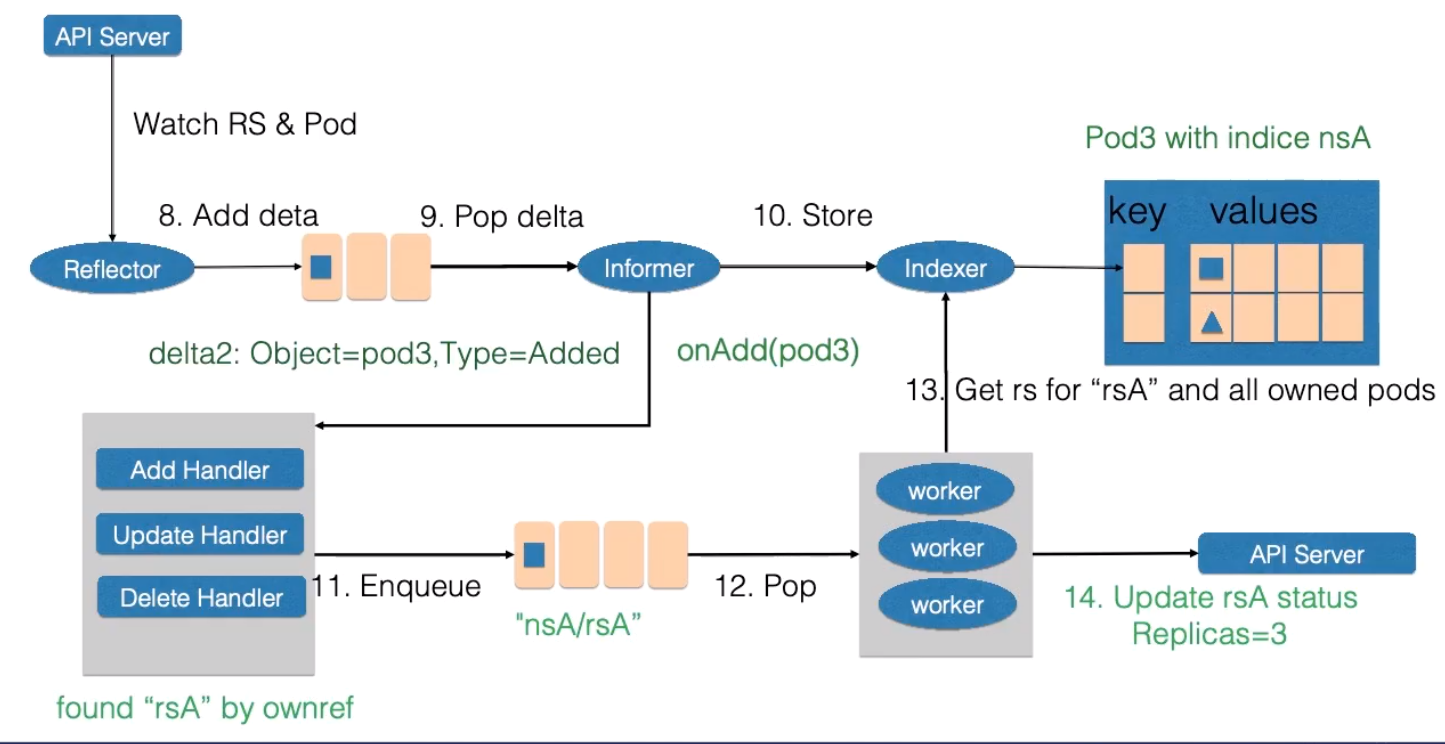 API Server
Watch RS & Pod
Pod3 with indice nsA
key values
8. Add deta
9. Pop delta
10. Store
Reflector
Informer
Indexer
delta2: Object=pod3,Type=Added
onAdd(pod3)
13. Get rs for “rsA” and all owned pods
Add Handler
Update Handler
Delete Handler
11. Enqueue
"nsA/rsA”
12. Pop
worker
worker
worker
API Server
14. Update rsA status
Replicas=3
found “rsA” by ownref